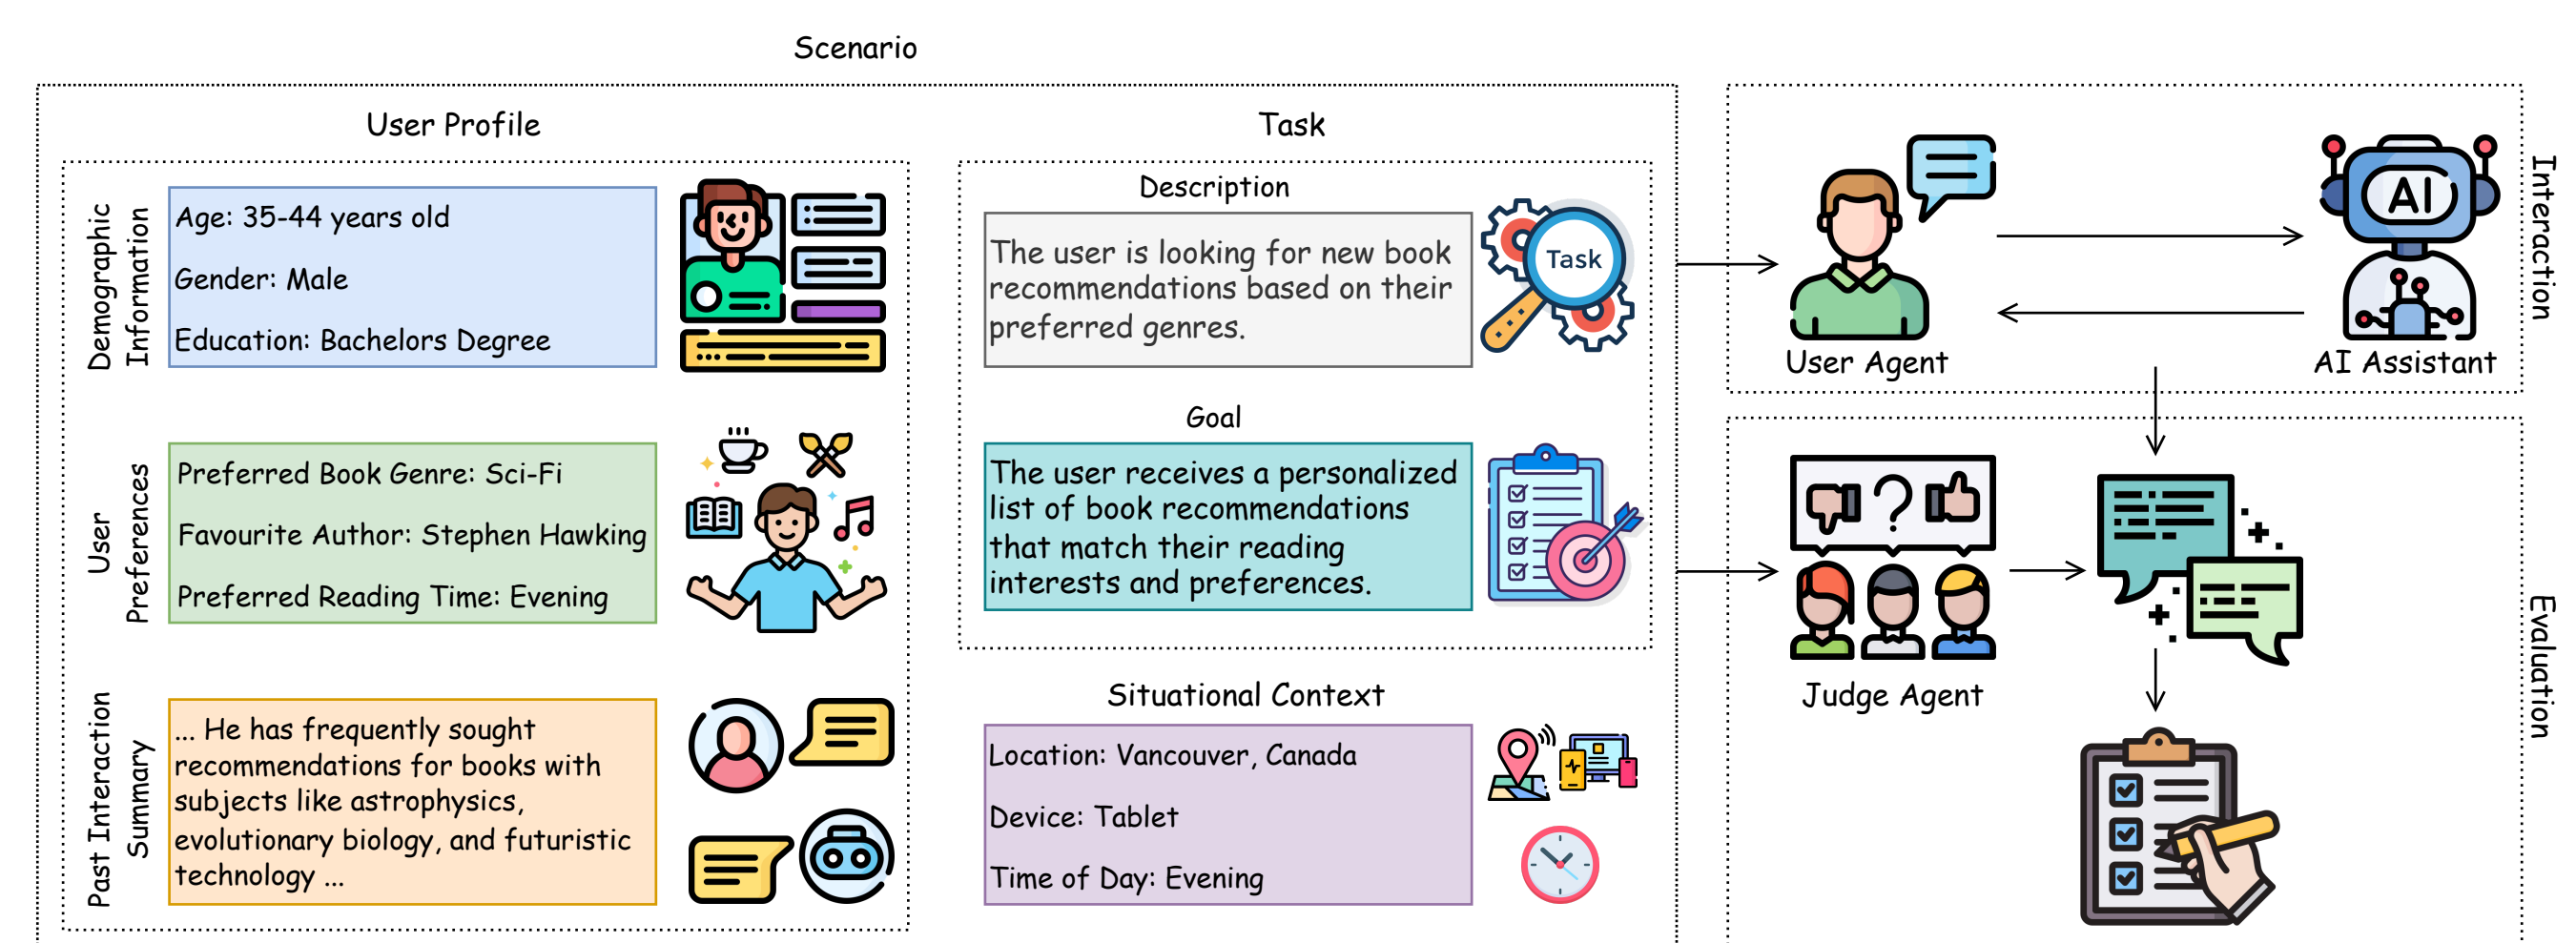 Scenario
User Profile
Demographic
Information
Age: 35-44 years old
Gender: Male
Education: Bachelors Degree
User
Preferences
Preferred Book Genre: Sci-Fi
Favourite Author: Stephen Hawking
Preferred Reading Time: Evening
Past Interaction
Summary
... He has frequently sought
recommendations for books with
subjects like astrophysics,
evolutionary biology, and futuristic
technology ...
Task
Description
The user is looking for new book
recommendations based on their
preferred genres.
Task
Goal
The user receives a personalized
list of book recommendations
that match their reading
interests and preferences.
Situational Context
Location: Vancouver, Canada
Device: Tablet
Time of Day: Evening
Interaction
User Agent
AI
AI Assistant
Evaluation
?
Judge Agent